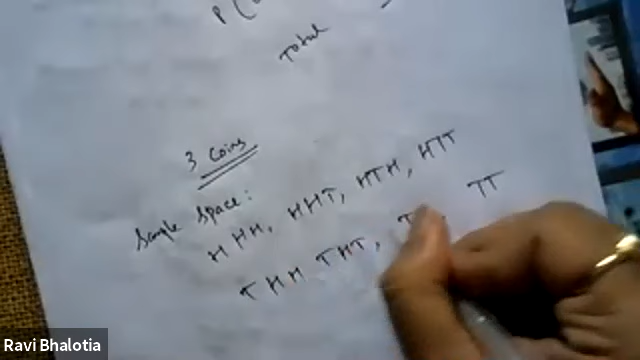 P(
Total
3 Coins
Sample Space:
HHH, HHT, HTH, HTT
THH THT, TT
Ravi Bhalotia